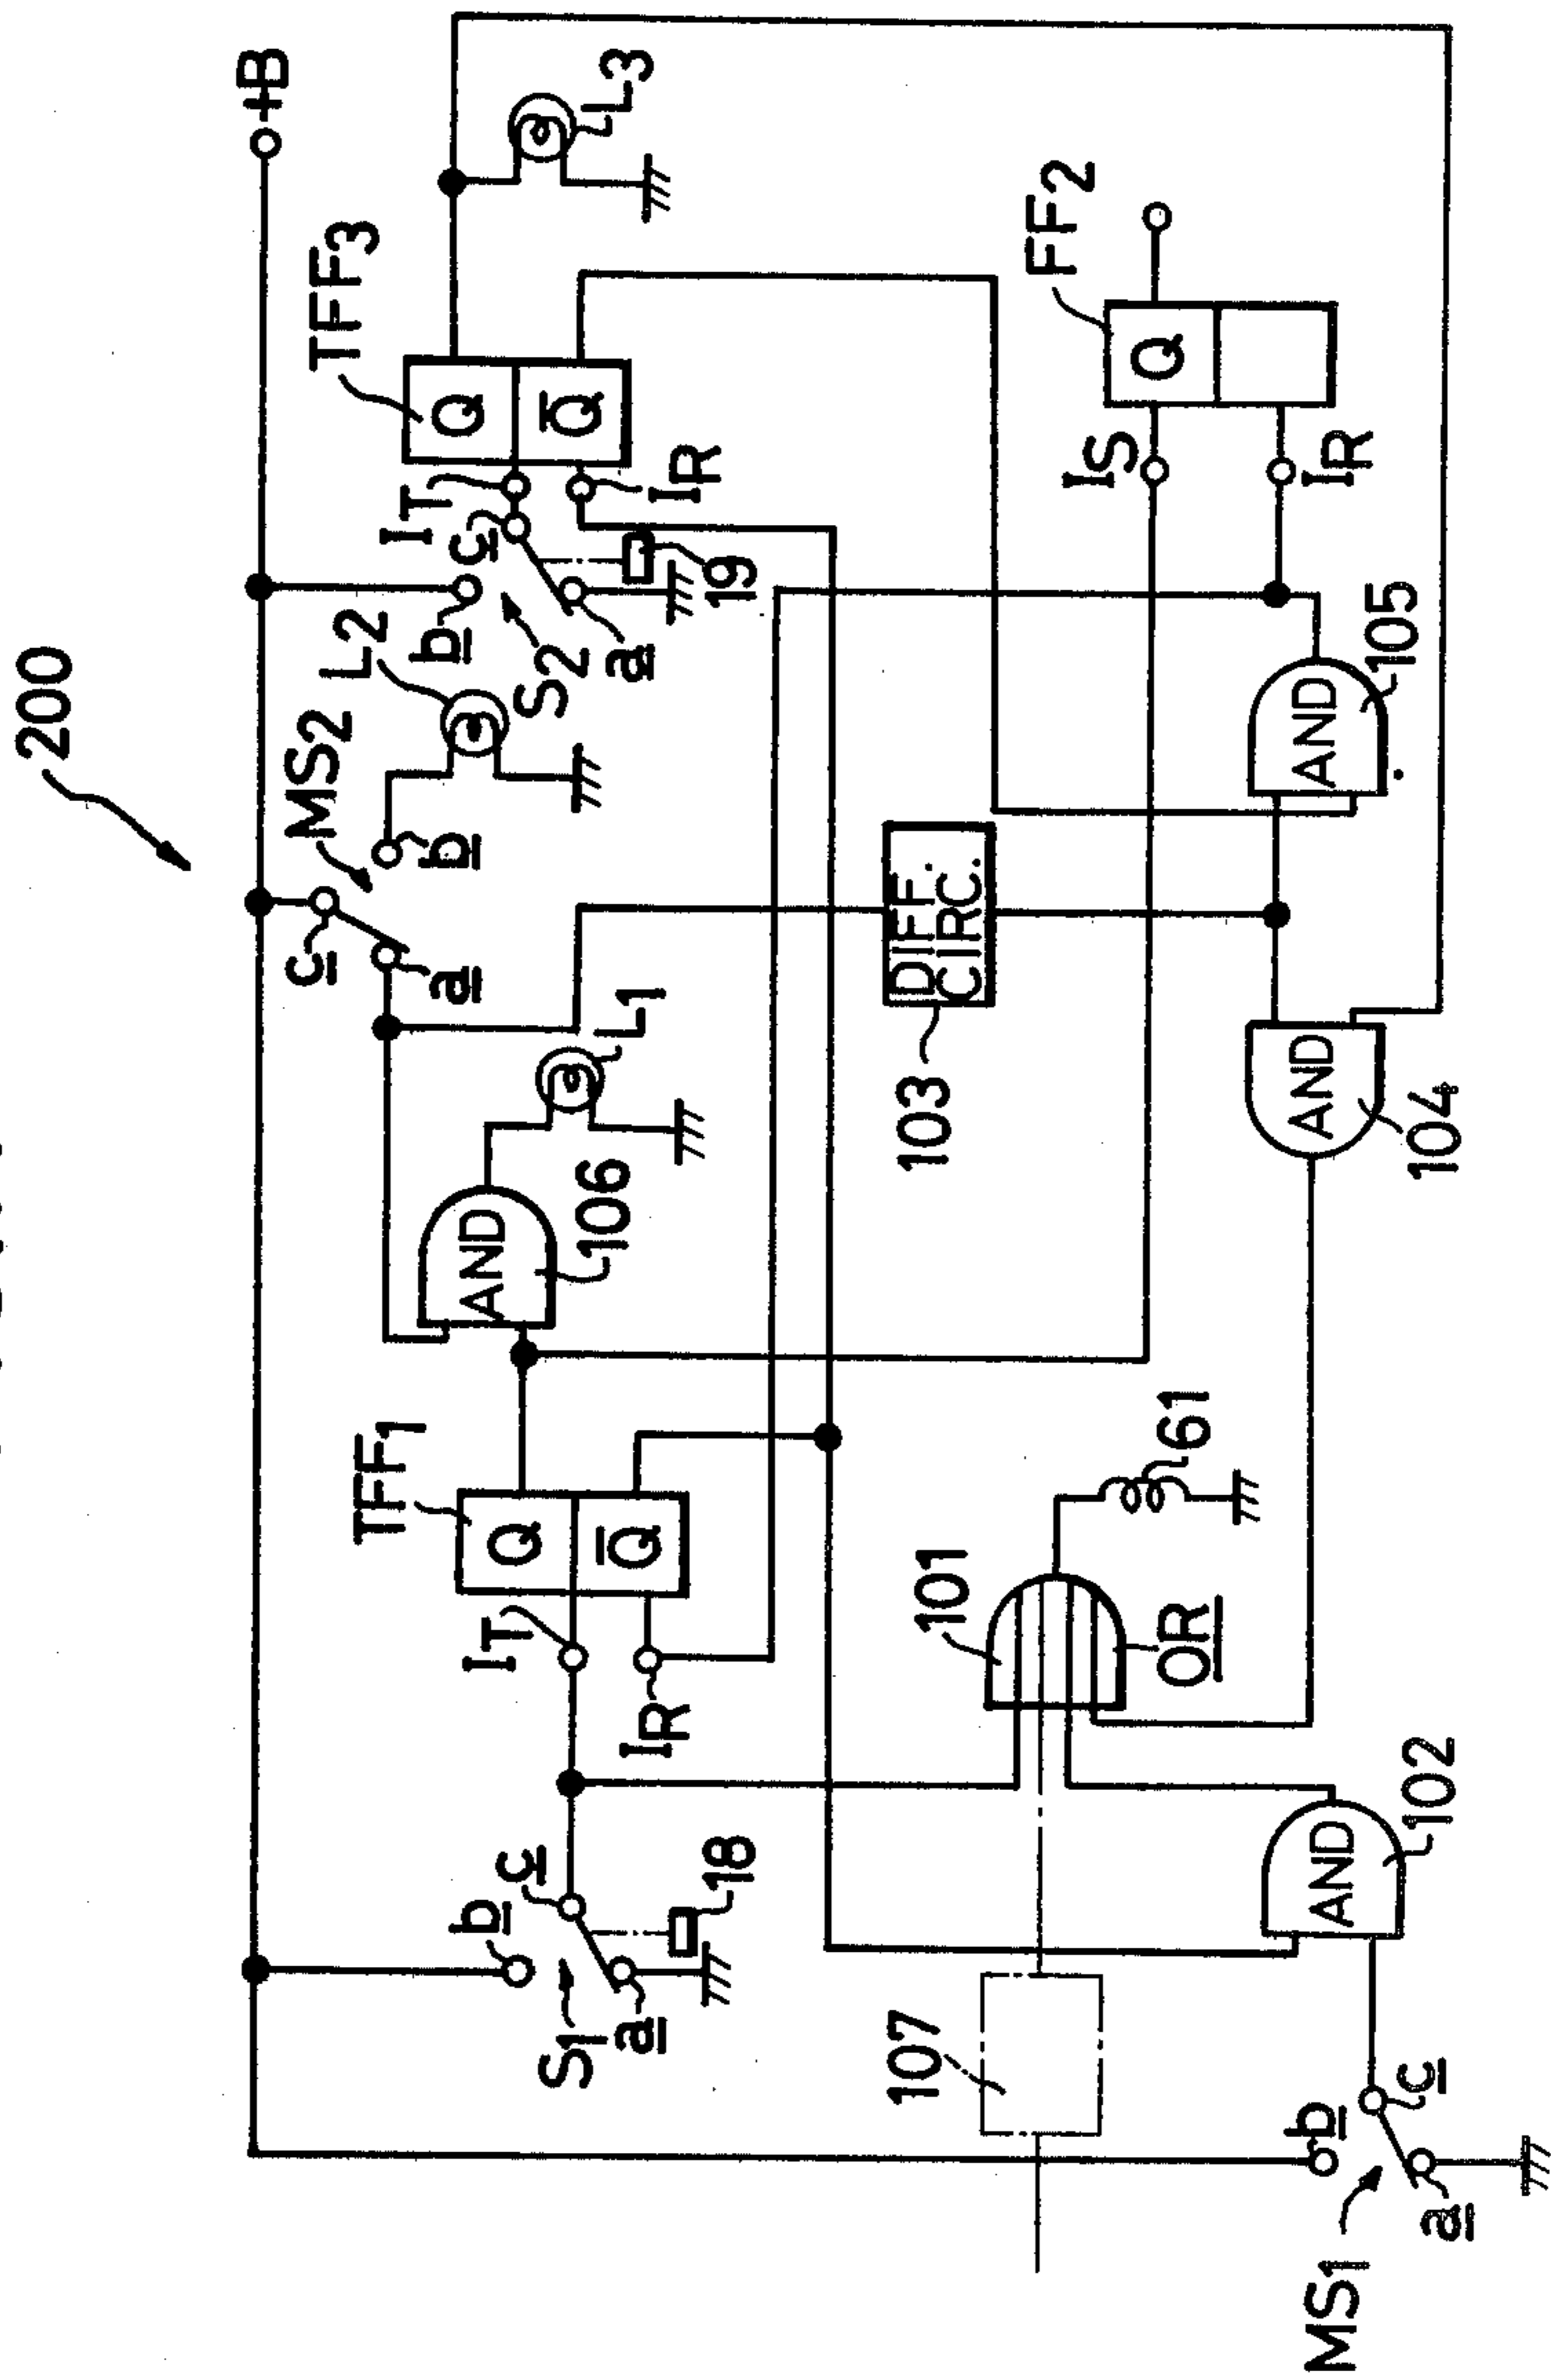 200
+B
MS2
c
a
b
L2
S2
b
c
a
19
IT
IR
TFF3
Q
Q̅
L3
TFF1
Q
Q̅
IT
IR
AND
106
L1
S1
b
c
a
18
DIFF.
CIRC.
103
FF2
Q
IS
IR
107
101
OR
61
AND
104
AND
105
MS1
b
c
a
AND
102